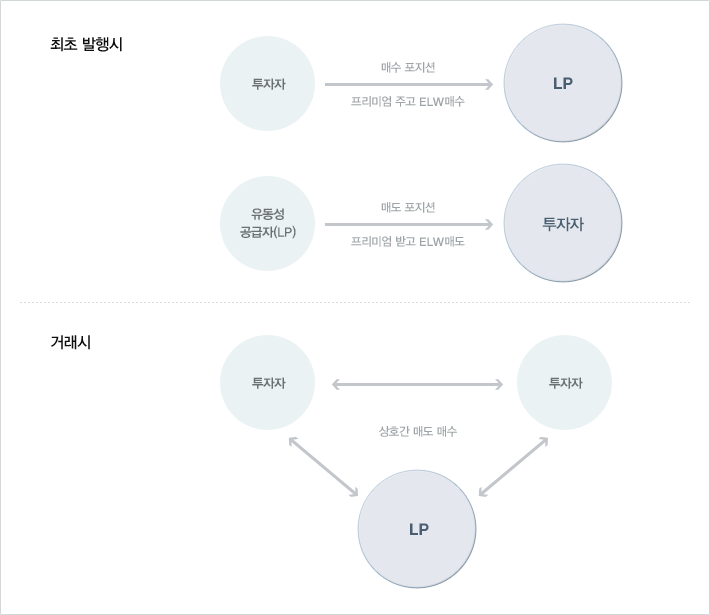 최초 발행시
투자자
매수 포지션
프리미엄 주고 ELW매수
LP
유동성
공급자(LP)
매도 포지션
프리미엄 받고 ELW매도
투자자
거래시
투자자
투자자
상호간 매도 매수
LP